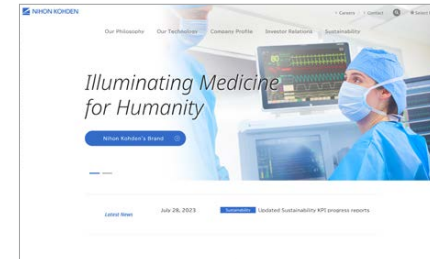 NIHON KOHDEN
Careers
Contact
Our Philosophy
Our Technology
Company Profile
Investor Relations
Sustainability
Illuminating Medicine
for Humanity
Nihon Kohden's Brand
Latest News
July 26, 2023
Sustainability
Updated Sustainability KPI progress reports